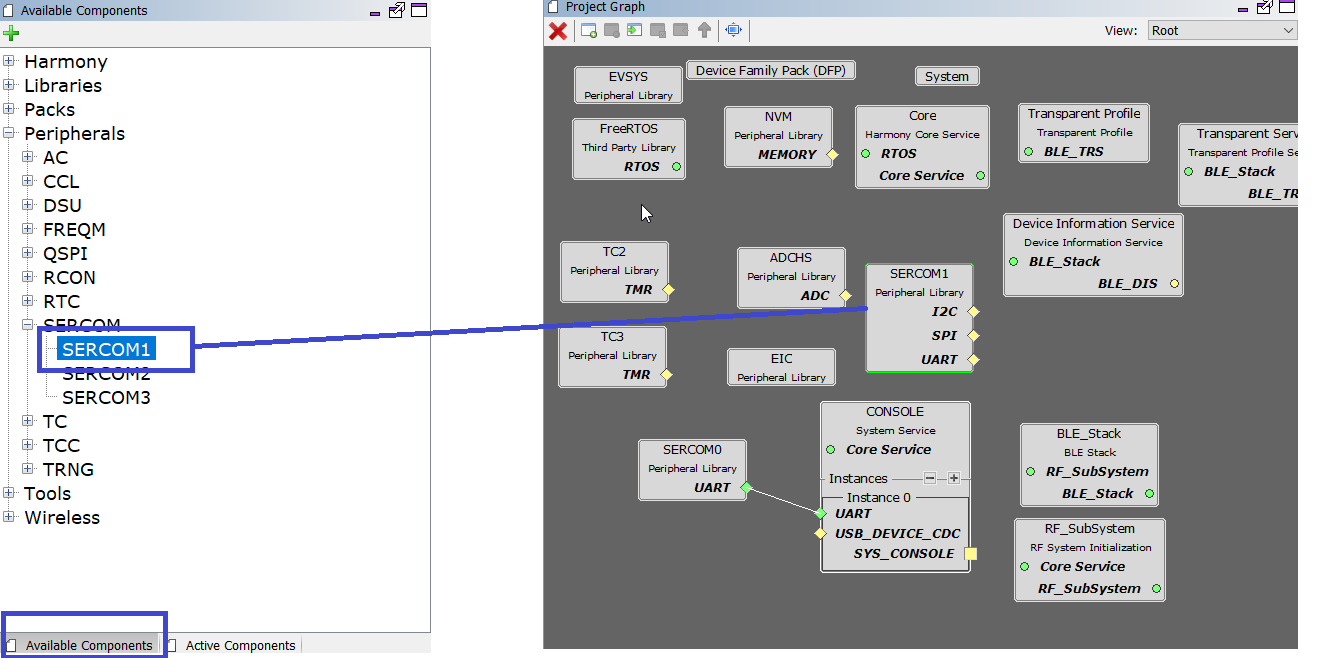 Available Components
Harmony
Libraries
Packs
Peripherals
AC
CCL
DSU
FREQM
QSPI
RCON
RTC
SERCOM
SERCOM1
SERCOM2
SERCOM3
TC
TCC
TRNG
Tools
Wireless
Available Components
Active Components
Project Graph
View:
Root
EVSYS
Peripheral Library
Device Family Pack (DFP)
System
FreeRTOS
Third Party Library
RTOS
NVM
Peripheral Library
MEMORY
Core
Harmony Core Service
RTOS
Core Service
Transparent Profile
Transparent Profile
BLE_TRS
Transparent Serv
Transparent Profile Se
BLE_Stack
BLE_TR
Device Information Service
Device Information Service
BLE_Stack
BLE_DIS
TC2
Peripheral Library
TMR
ADCHS
Peripheral Library
ADC
SERCOM1
Peripheral Library
I2C
SPI
UART
TC3
Peripheral Library
TMR
EIC
Peripheral Library
SERCOM0
Peripheral Library
UART
CONSOLE
System Service
Core Service
Instances
Instance 0
UART
USB_DEVICE_CDC
SYS_CONSOLE
BLE_Stack
BLE Stack
RF_SubSystem
BLE_Stack
RF_SubSystem
RF System Initialization
Core Service
RF_SubSystem